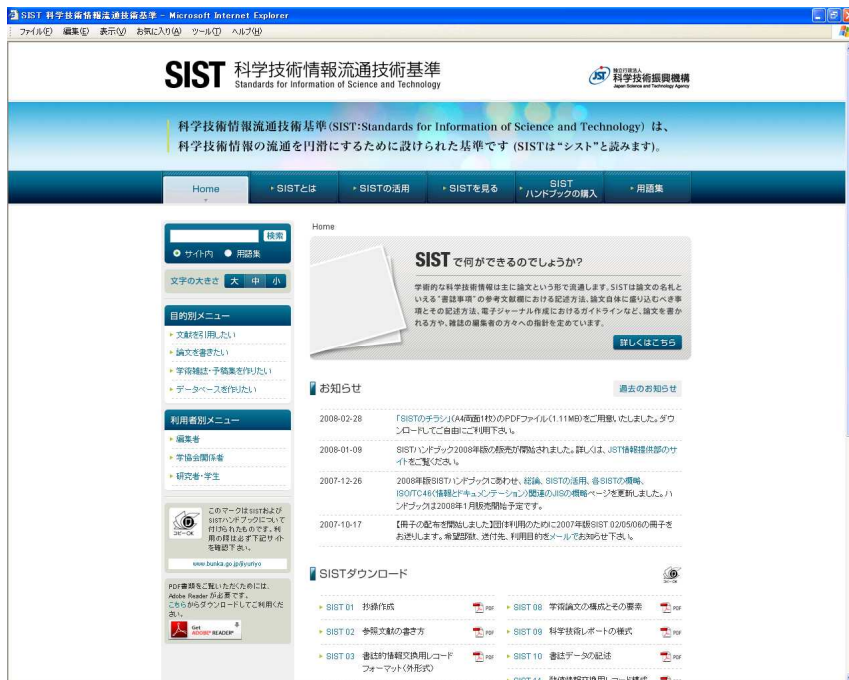 SIST 科学技術情報流通技術基準 - Microsoft Internet Explorer
ファイル(F) 編集(E) 表示(V) お気に入り(A) ツール(T) ヘルプ(H)
SIST 科学技術情報流通技術基準
Standards for Information of Science and Technology
独立行政法人
科学技術振興機構
Japan Science and Technology Agency
科学技術情報流通技術基準(SIST:Standards for Information of Science and Technology) は、
科学技術情報の流通を円滑にするために設けられた基準です (SISTは“シスト”と読みます)。
Home
SISTとは
SISTの活用
SISTを見る
SIST
ハンドブックの購入
用語集
検索
サイト内 用語集
文字の大きさ 大 中 小
目的別メニュー
文献を引用したい
論文を書きたい
学術雑誌・予稿集を作りたい
データベースを作りたい
利用者別メニュー
編集者
学協会関係者
研究者・学生
コピーOK
このマークはSISTおよび
SISTハンドブックについて
付けられたものです。利
用の際は必ず下記サイト
を確認下さい。
www.bunka.go.jp/jiyuriyo
PDF書類をご覧いただくためには、
Adobe Reader が必要です。
こちらからダウンロードしてご利用くだ
さい。
Get
ADOBE® READER®
Home
SISTで何ができるのでしょうか?
学術的な科学技術情報は主に論文という形で流通します。SISTは論文の名札と
いえる“書誌事項”の参考文献欄における記述方法、論文自体に盛り込むべき事
項とその記述方法、電子ジャーナル作成におけるガイドラインなど、論文を書か
れる方や、雑誌の編集者の方々への指針を定めています。
詳しくはこちら
お知らせ
過去のお知らせ
2008-02-28 「SISTのチラシ」(A4両面1枚)のPDFファイル(1.11MB)をご用意いたしました。ダウ
ンロードしてご自由にご利用下さい。
2008-01-09 SISTハンドブック2008年版の販売が開始されました。詳しくは、JST情報提供部のサ
イトをご覧ください。
2007-12-26 2008年版SISTハンドブックにあわせ、総論、SISTの活用、各SISTの概略、
ISO/TC46(情報とドキュメンテーション)関連のJISの概略ページを更新しました。ハ
ンドブックは2008年1月販売開始予定です。
2007-10-17 【冊子の配布を開始しました】団体利用のために2007年版SIST 02/05/06の冊子を
お送りします。希望部数、送付先、利用目的をメールでお知らせ下さい。
SISTダウンロード
コピーOK
SIST 01 抄録作成 PDF
SIST 08 学術論文の構成とその要素 PDF
SIST 02 参照文献の書き方 PDF
SIST 09 科学技術レポートの様式 PDF
SIST 03 書誌的情報交換用レコード
フォーマット(外形式) PDF
SIST 10 書誌データの記述 PDF
SIST 11 数値情報交換用レコード構成 PDF